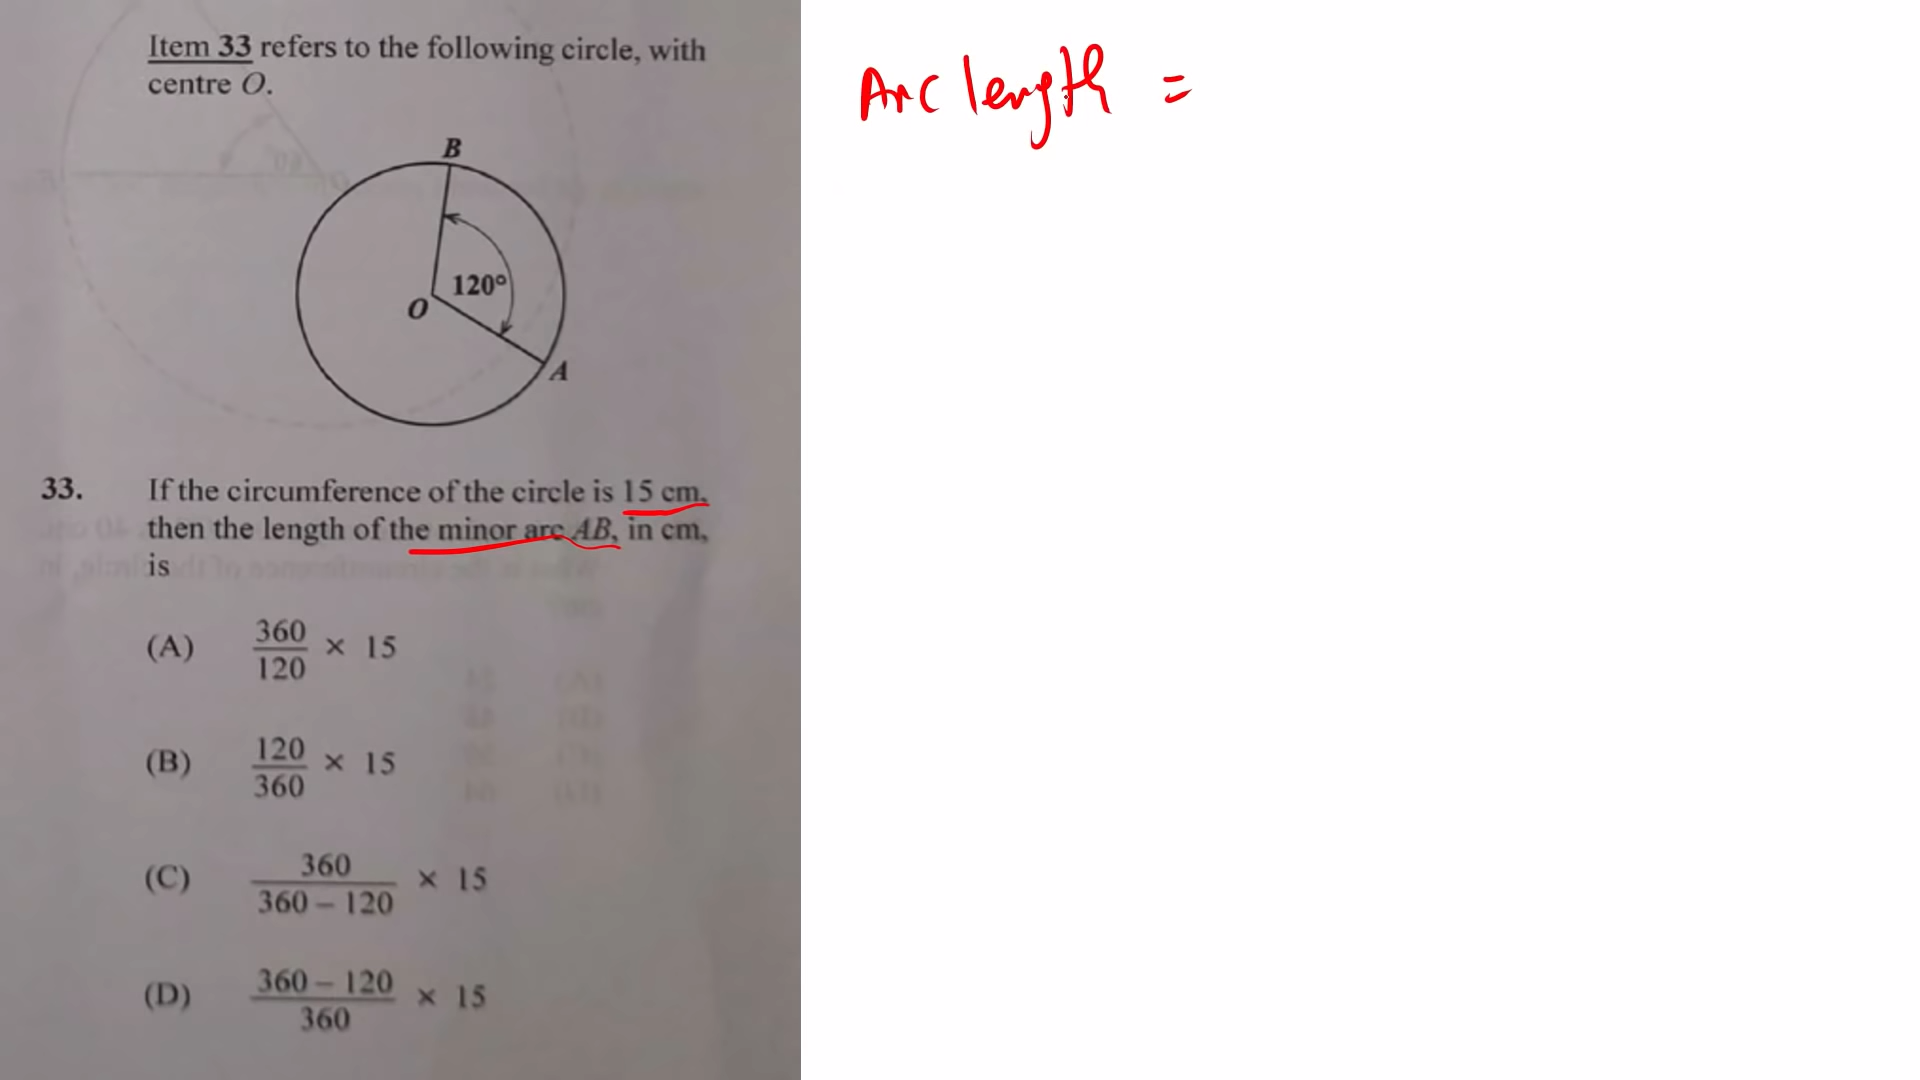 Item 33 refers to the following circle, with
centre O.
B
120°
O
A
33. If the circumference of the circle is 15 cm,
then the length of the minor arc AB, in cm,
is
(A) 360/120 × 15
(B) 120/360 × 15
(C) 360/(360 – 120) × 15
(D) (360 – 120)/360 × 15
Arc length =